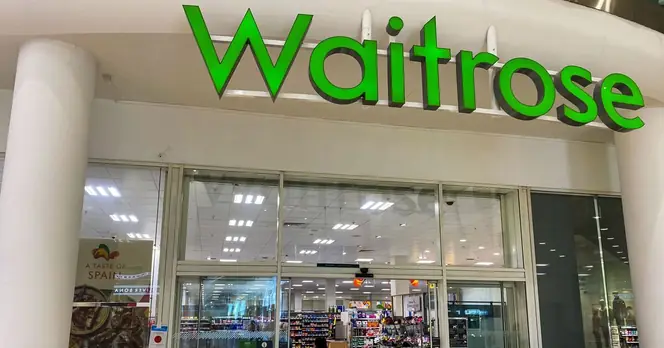 Waitrose
A TASTE OF
SPAIN